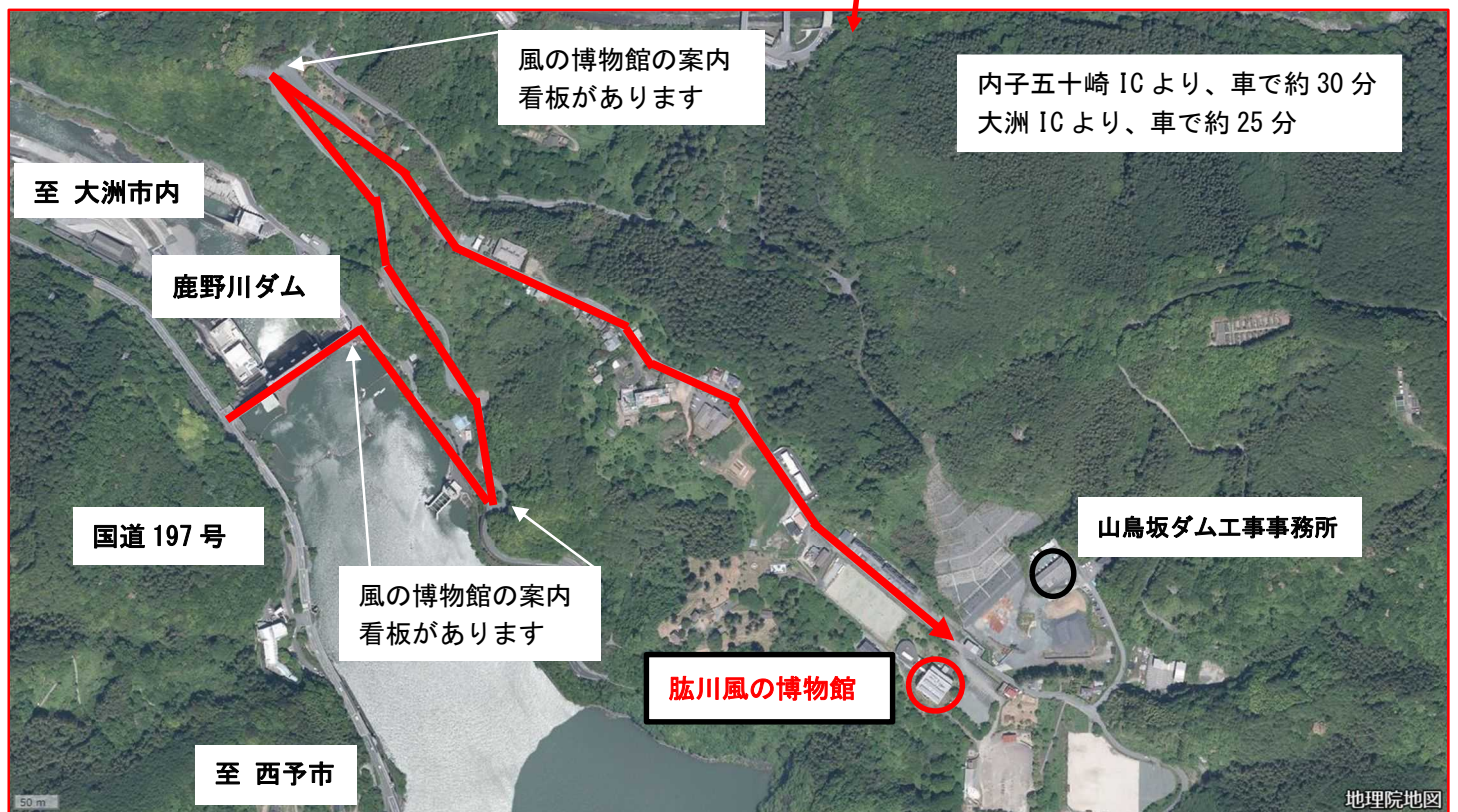 風の博物館の案内
看板があります
内子五十崎 IC より、車で約 30 分
大洲 IC より、車で約 25 分
至 大洲市内
鹿野川ダム
国道 197 号
山鳥坂ダム工事事務所
風の博物館の案内
看板があります
肱川風の博物館
至 西予市
50 m
地理院地図